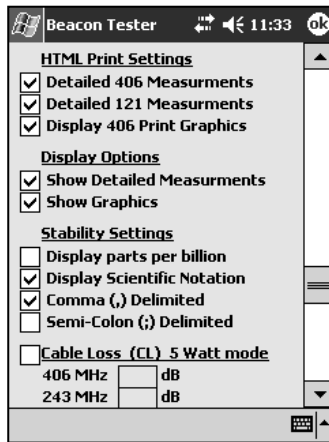 Beacon Tester 11:33 ok
HTML Print Settings
Detailed 406 Measurments
Detailed 121 Measurments
Display 406 Print Graphics
Display Options
Show Detailed Measurments
Show Graphics
Stability Settings
Display parts per billion
Display Scientific Notation
Comma (,) Delimited
Semi-Colon (;) Delimited
Cable Loss (CL) 5 Watt mode
406 MHz dB
243 MHz dB